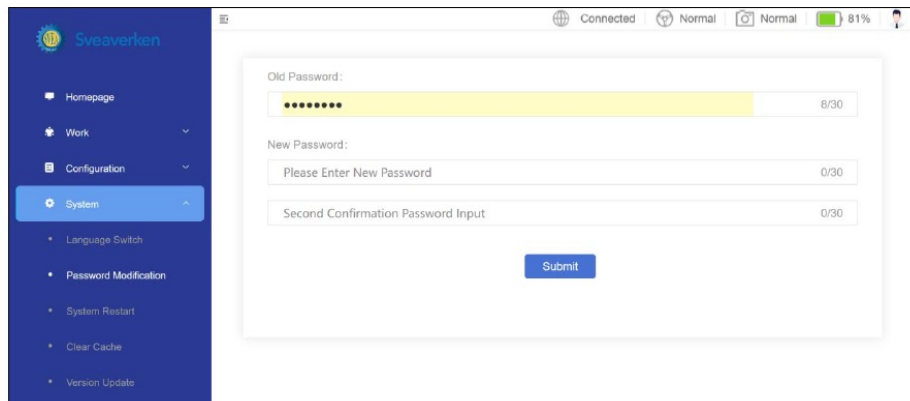 Sveaverken
Connected
Normal
Normal
81%
Homepage
Work
Configuration
System
Language Switch
Password Modification
System Restart
Clear Cache
Version Update
Old Password:
●●●●●●●●
8/30
New Password:
Please Enter New Password
0/30
Second Confirmation Password Input
0/30
Submit